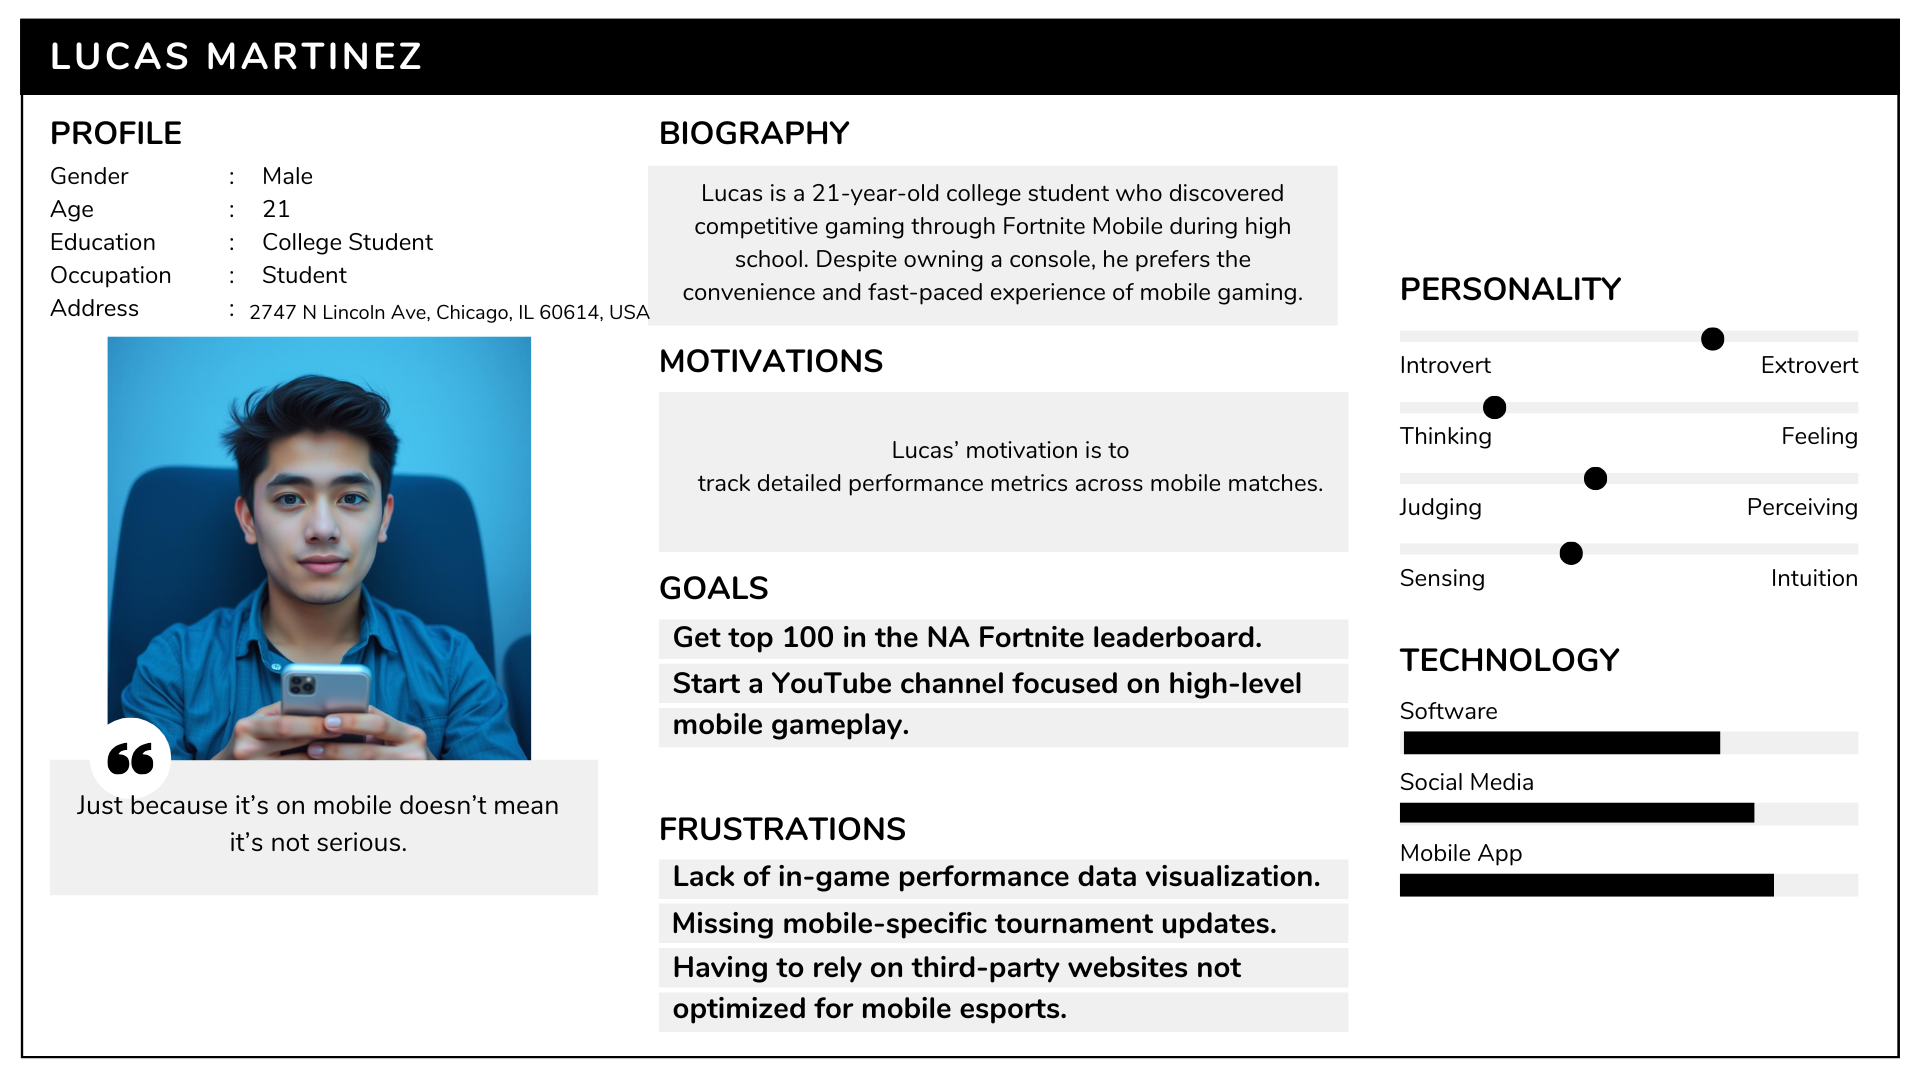 LUCAS MARTINEZ
PROFILE
Gender : Male
Age : 21
Education : College Student
Occupation : Student
Address : 2747 N Lincoln Ave, Chicago, IL 60614, USA
“
Just because it’s on mobile doesn’t mean
it’s not serious.
BIOGRAPHY
Lucas is a 21-year-old college student who discovered
competitive gaming through Fortnite Mobile during high
school. Despite owning a console, he prefers the
convenience and fast-paced experience of mobile gaming.
MOTIVATIONS
Lucas’ motivation is to
track detailed performance metrics across mobile matches.
GOALS
Get top 100 in the NA Fortnite leaderboard.
Start a YouTube channel focused on high-level
mobile gameplay.
FRUSTRATIONS
Lack of in-game performance data visualization.
Missing mobile-specific tournament updates.
Having to rely on third-party websites not
optimized for mobile esports.
PERSONALITY
Introvert Extrovert
Thinking Feeling
Judging Perceiving
Sensing Intuition
TECHNOLOGY
Software
Social Media
Mobile App